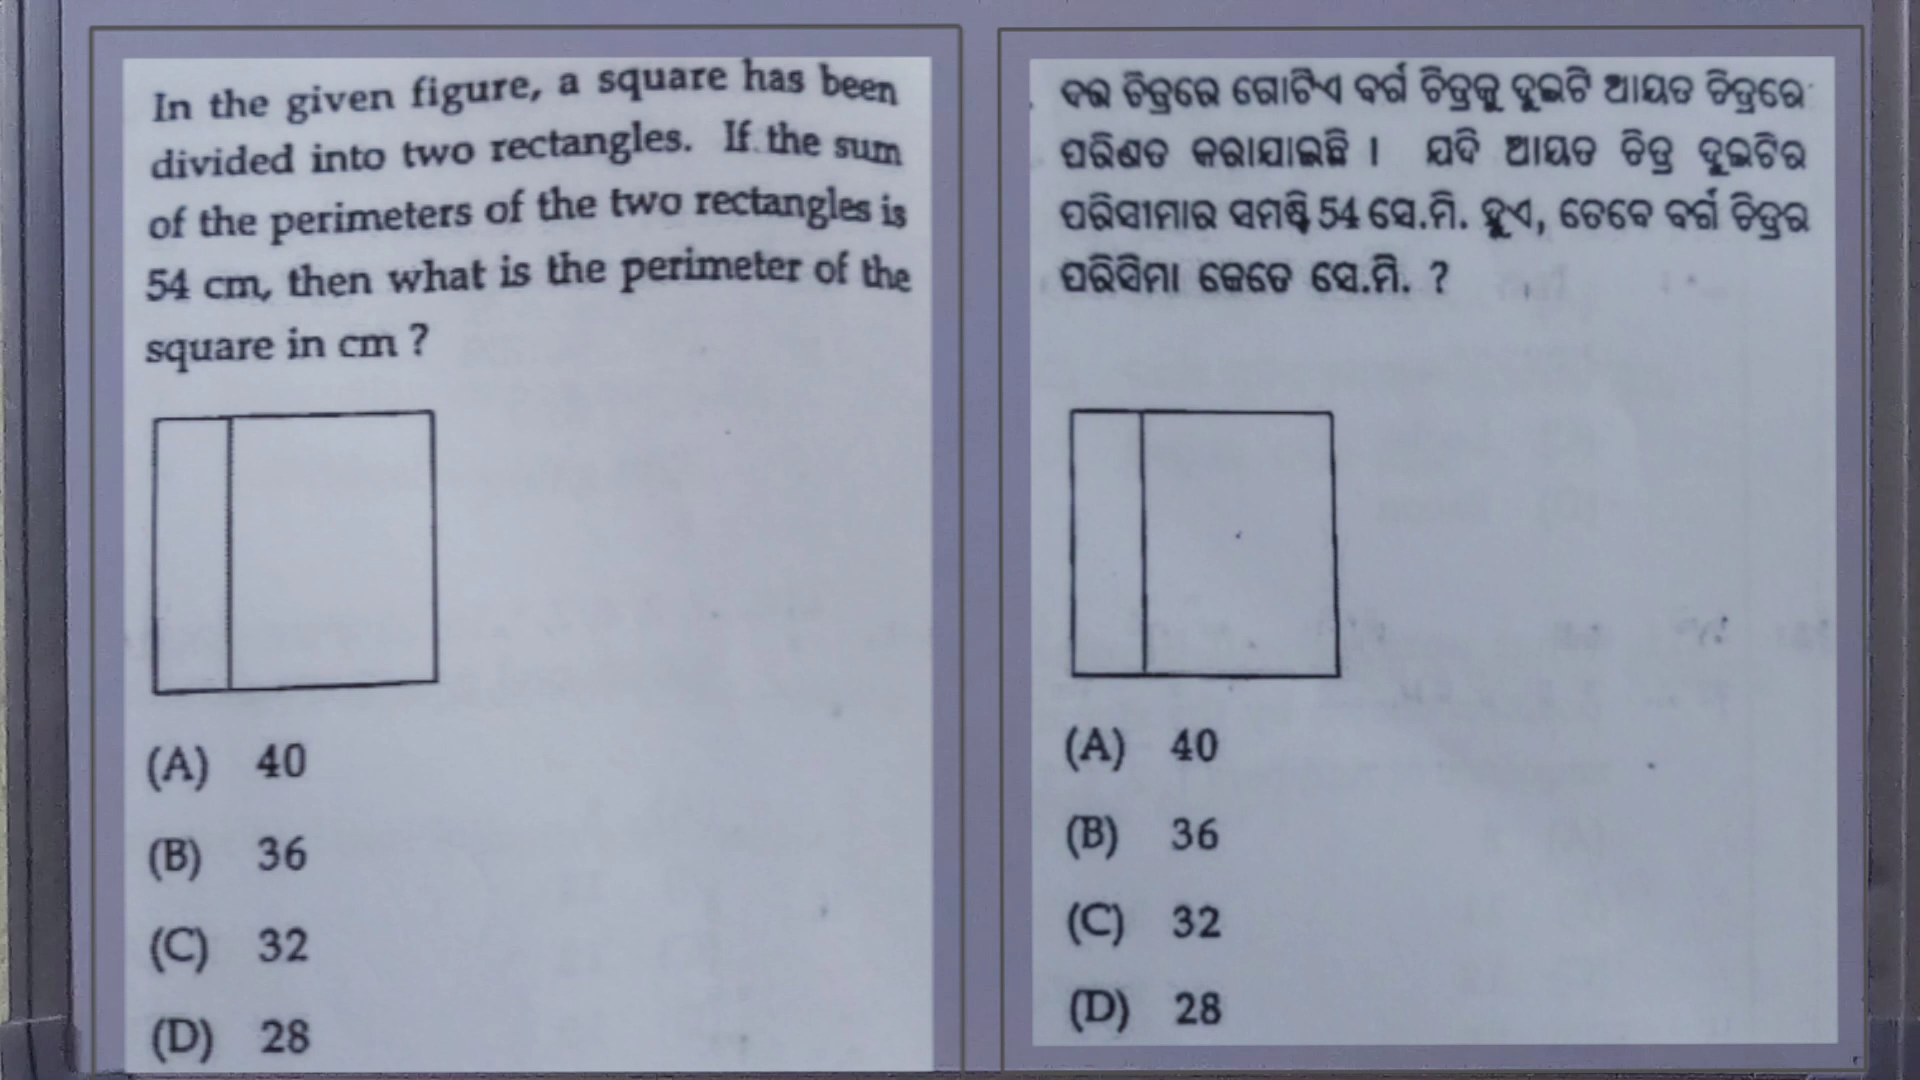 In the given figure, a square has been
divided into two rectangles. If the sum
of the perimeters of the two rectangles is
54 cm, then what is the perimeter of the
square in cm ?
(A) 40
(B) 36
(C) 32
(D) 28
ଦତ୍ତ ଚିତ୍ରରେ ଗୋଟିଏ ବର୍ଗ ଚିତ୍ରକୁ ଦୁଇଟି ଆୟତ ଚିତ୍ରରେ
ପରିଣତ କରାଯାଇଛି । ଯଦି ଆୟତ ଚିତ୍ର ଦୁଇଟିର
ପରିସୀମାର ସମଷ୍ଟି 54 ସେ.ମି. ହୁଏ, ତେବେ ବର୍ଗ ଚିତ୍ରର
ପରିସିମା କେତେ ସେ.ମି. ?
(A) 40
(B) 36
(C) 32
(D) 28